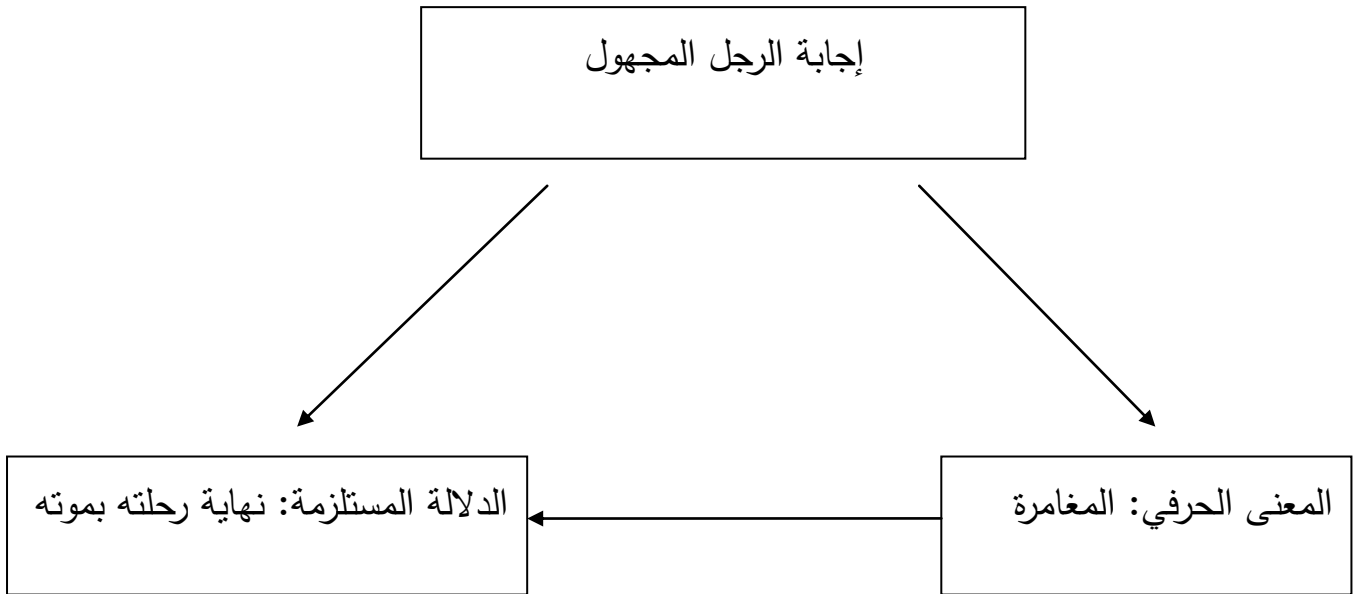 إجابة الرجل المجهول
المعنى الحرفي: المغامرة
الدلالة المستلزمة: نهاية رحلته بموته